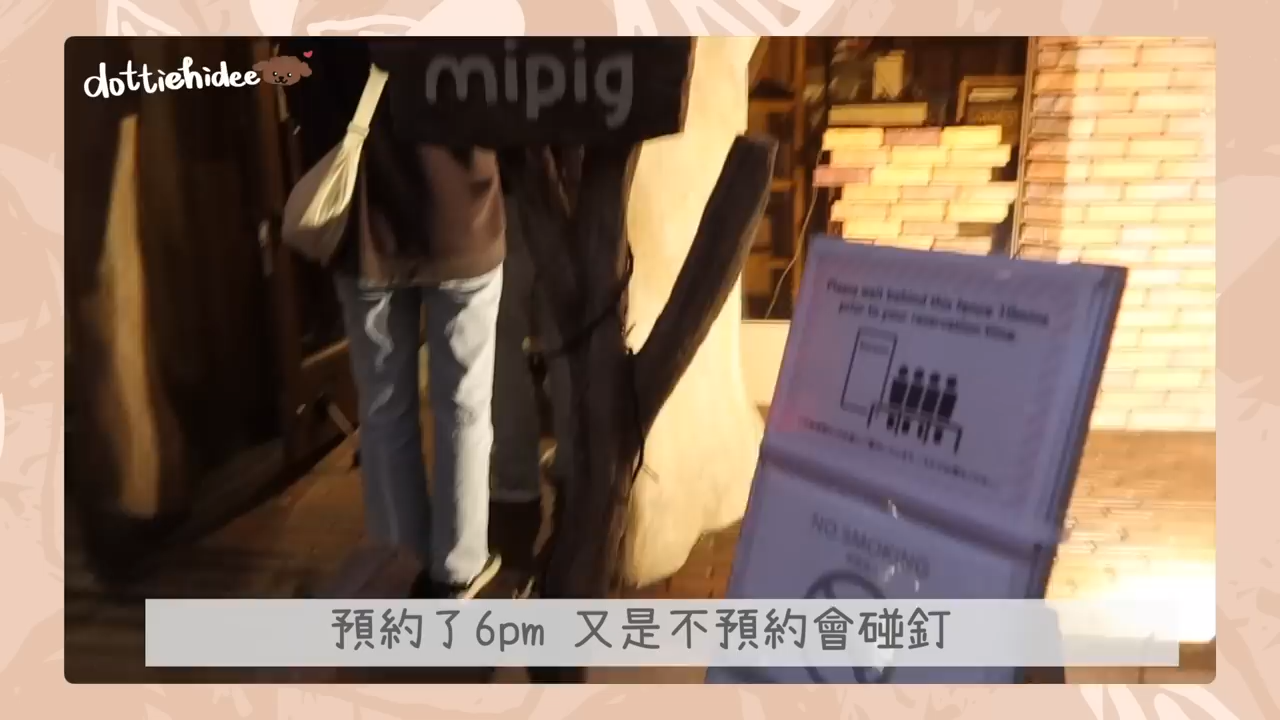 dottiehidee
mipig
Please wait behind this fence 10mins
prior to your reservation time
NO SMOKING
預約了6pm 又是不預約會碰釘